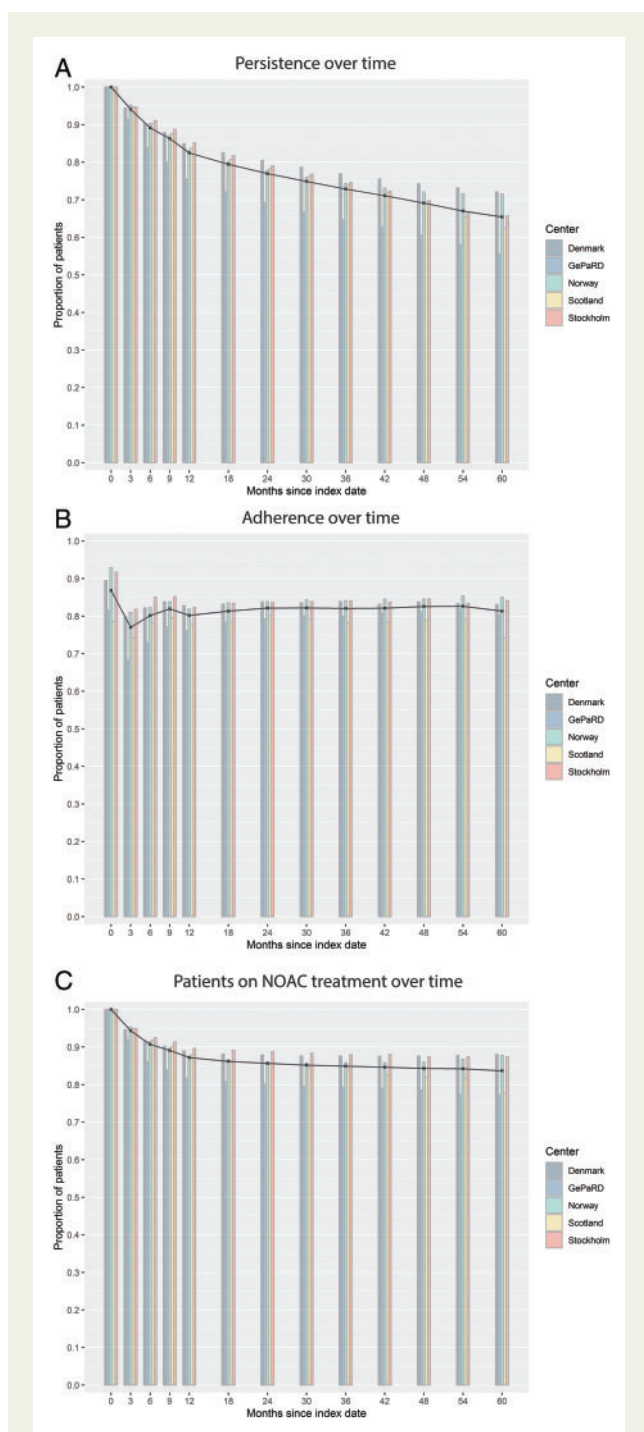 A
Persistence over time
1.0
0.9
0.8
0.7
0.6
0.5
0.4
0.3
0.2
0.1
0.0
Proportion of patients
0 3 6 9 12 18 24 30 36 42 48 54 60
Months since index date
Center
Denmark
GePaRD
Norway
Scotland
Stockholm
B
Adherence over time
1.0
0.9
0.8
0.7
0.6
0.5
0.4
0.3
0.2
0.1
0.0
Proportion of patients
0 3 6 9 12 18 24 30 36 42 48 54 60
Months since index date
Center
Denmark
GePaRD
Norway
Scotland
Stockholm
C
Patients on NOAC treatment over time
1.0
0.9
0.8
0.7
0.6
0.5
0.4
0.3
0.2
0.1
0.0
Proportion of patients
0 3 6 9 12 18 24 30 36 42 48 54 60
Months since index date
Center
Denmark
GePaRD
Norway
Scotland
Stockholm